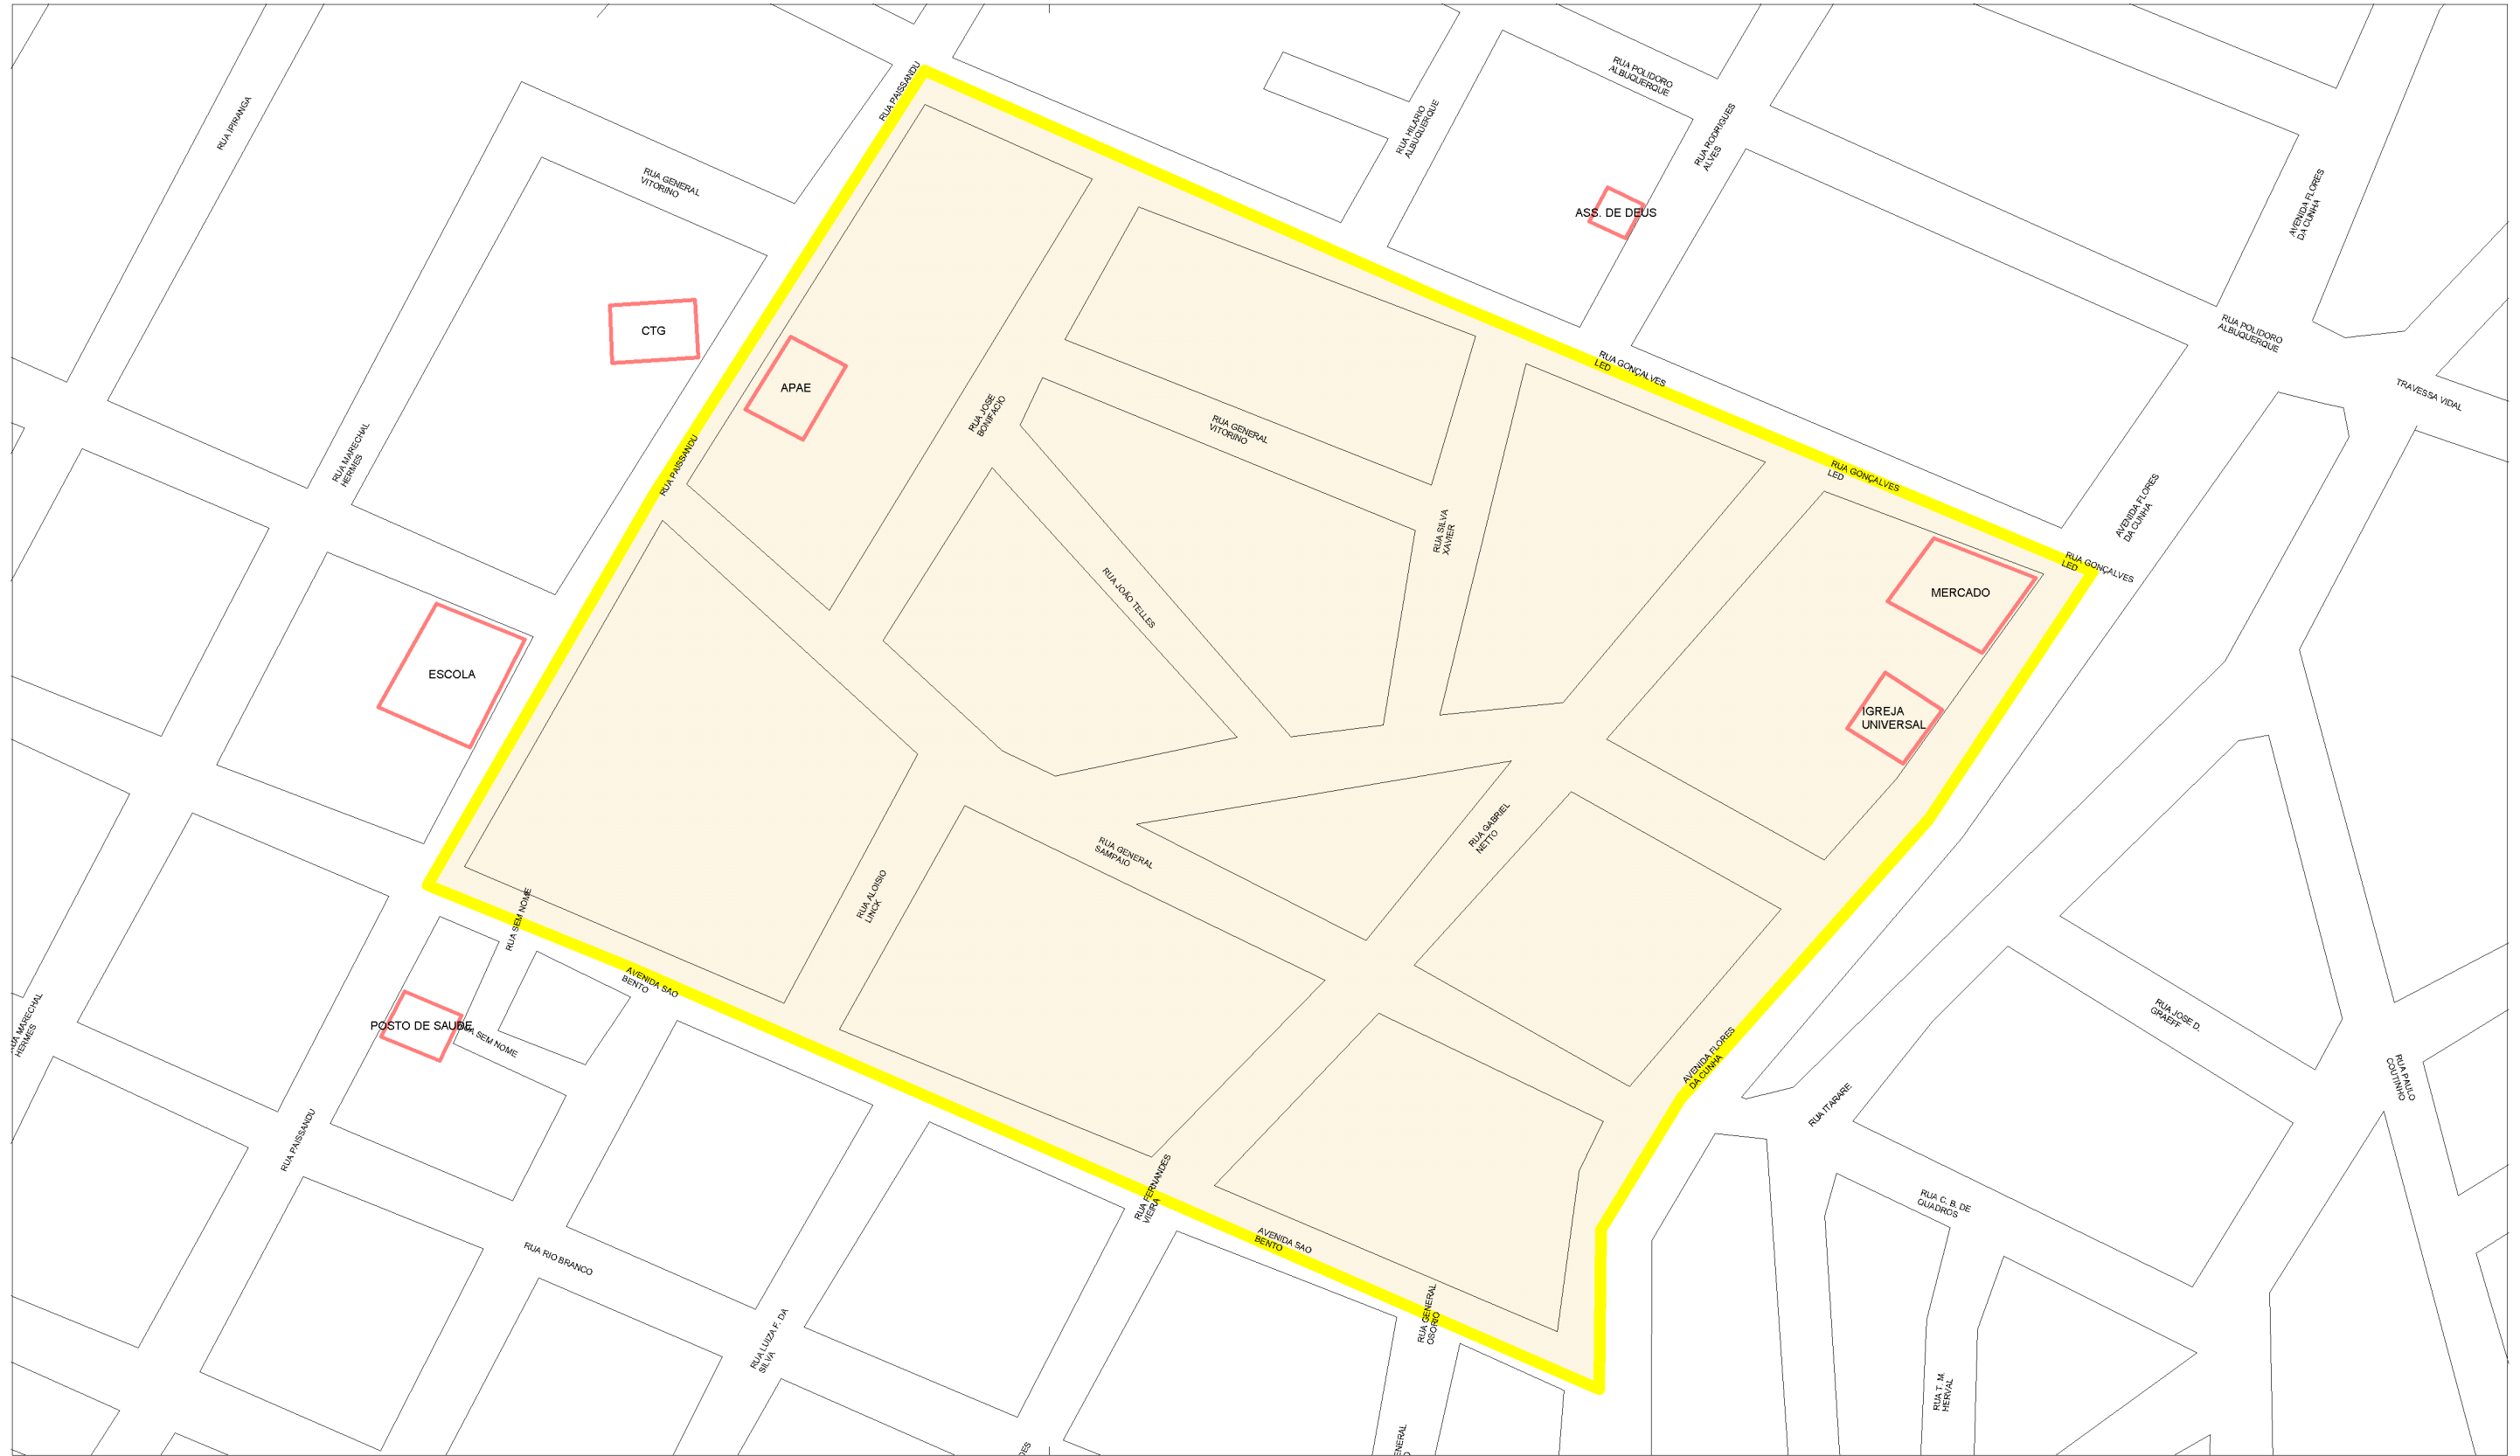 RUA PAISSANDU
RUA POLIDORO
ALBUQUERQUE
RUA IPIRANGA
RUA HILARIO
ALBUQUERQUE
RUA RODRIGUES
ALVES
RUA GENERAL
VITORINO
AVENIDA FLORES
DA CUNHA
ASS. DE DEUS
CTG
RUA POLIDORO
ALBUQUERQUE
RUA GONÇALVES
LED
APAE
TRAVESSA VIDAL
RUA JOSE
BONIFACIO
RUA GENERAL
VITORINO
RUA MARECHAL
HERMES
RUA PAISSANDU
RUA GONÇALVES
LED
AVENIDA FLORES
DA CUNHA
RUA SILVA
XAVIER
RUA GONÇALVES
LED
MERCADO
RUA JOÃO TELLES
ESCOLA
IGREJA
UNIVERSAL
RUA GABRIEL
NETTO
RUA GENERAL
SAMPAIO
RUA ALOISIO
LINCK
RUA SEM NOME
AVENIDA SAO
BENTO
RUA JOSE D.
GRAEFF
POSTO DE SAUDE
RUA SEM NOME
RUA MARECHAL
HERMES
AVENIDA FLORES
DA CUNHA
RUA PAULO
COUTINHO
RUA ITARARE
RUA PAISSANDU
RUA FERNANDES
VIEIRA
RUA C. B. DE
QUADROS
AVENIDA SAO
BENTO
RUA RIO BRANCO
RUA GENERAL
OSORIO
RUA LUIZA F. DA
SILVA
RUA T. M.
HERVAL